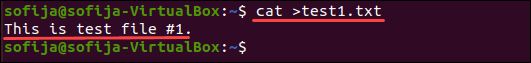 sofija@sofija-VirtualBox:~$ cat >test1.txt
This is test file #1.
sofija@sofija-VirtualBox:~$